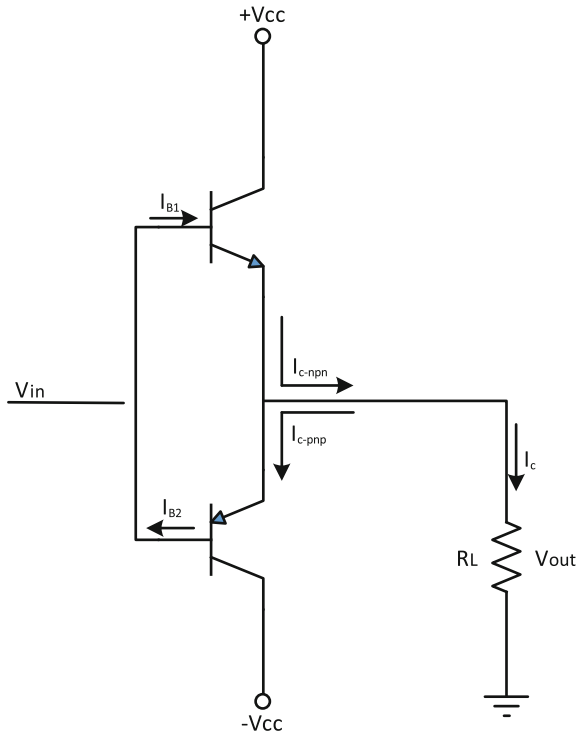 +Vcc
IB1
Ic-npn
Vin
Ic-pnp
Ic
IB2
RL
Vout
-Vcc